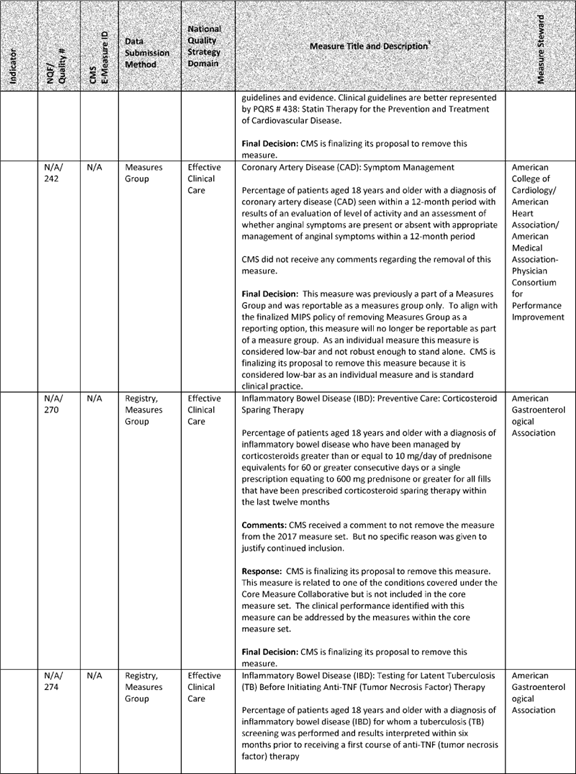 Indicator
NQF/
Quality #
CMS
E-Measure ID
Data
Submission
Method
National
Quality
Strategy
Domain
Measure Title and Description¹
Measure Steward
guidelines and evidence. Clinical guidelines are better represented
by PQRS # 438: Statin Therapy for the Prevention and Treatment
of Cardiovascular Disease.
Final Decision: CMS is finalizing its proposal to remove this
measure.
N/A/
242
N/A
Measures
Group
Effective
Clinical
Care
Coronary Artery Disease (CAD): Symptom Management
Percentage of patients aged 18 years and older with a diagnosis of
coronary artery disease (CAD) seen within a 12-month period with
results of an evaluation of level of activity and an assessment of
whether anginal symptoms are present or absent with appropriate
management of anginal symptoms within a 12-month period
CMS did not receive any comments regarding the removal of this
measure.
Final Decision: This measure was previously a part of a Measures
Group and was reportable as a measures group only. To align with
the finalized MIPS policy of removing Measures Group as a
reporting option, this measure will no longer be reportable as part
of a measure group. As an individual measure this measure is
considered low-bar and not robust enough to stand alone. CMS is
finalizing its proposal to remove this measure because it is
considered low-bar as an individual measure and is standard
clinical practice.
American
College of
Cardiology/
American
Heart
Association/
American
Medical
Association-
Physician
Consortium
for
Performance
Improvement
N/A/
270
N/A
Registry,
Measures
Group
Effective
Clinical
Care
Inflammatory Bowel Disease (IBD): Preventive Care: Corticosteroid
Sparing Therapy
Percentage of patients aged 18 years and older with a diagnosis of
inflammatory bowel disease who have been managed by
corticosteroids greater than or equal to 10 mg/day of prednisone
equivalents for 60 or greater consecutive days or a single
prescription equating to 600 mg prednisone or greater for all fills
that have been prescribed corticosteroid sparing therapy within
the last twelve months
Comments: CMS received a comment to not remove the measure
from the 2017 measure set. But no specific reason was given to
justify continued inclusion.
Response: CMS is finalizing its proposal to remove this measure.
This measure is related to one of the conditions covered under the
Core Measure Collaborative but is not included in the core
measure set. The clinical performance identified with this
measure can be addressed by the measures within the core
measure set.
Final Decision: CMS is finalizing its proposal to remove this
measure.
American
Gastroenterol
ogical
Association
N/A/
274
N/A
Registry,
Measures
Group
Effective
Clinical
Care
Inflammatory Bowel Disease (IBD): Testing for Latent Tuberculosis
(TB) Before Initiating Anti-TNF (Tumor Necrosis Factor) Therapy
Percentage of patients aged 18 years and older with a diagnosis of
inflammatory bowel disease (IBD) for whom a tuberculosis (TB)
screening was performed and results interpreted within six
months prior to receiving a first course of anti-TNF (tumor necrosis
factor) therapy
American
Gastroenterol
ogical
Association